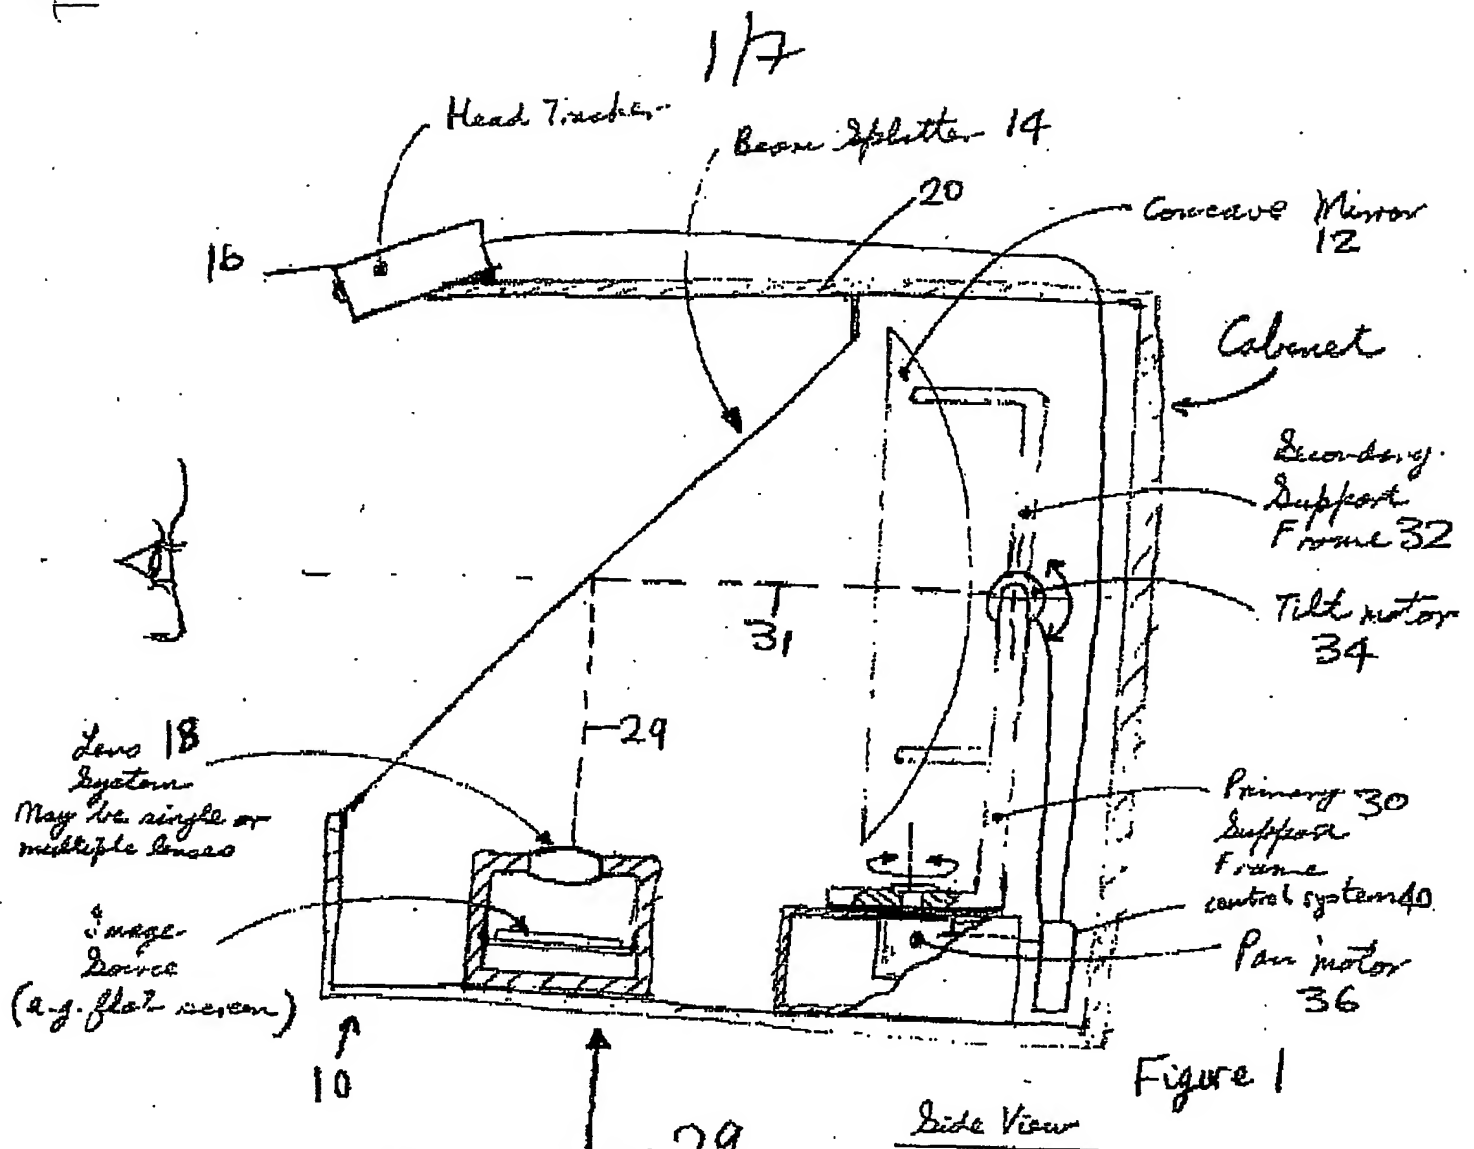 1/7
Head Tracker
Beam Splitter 14
20
Concave Mirror
12
16
Cabinet
Secondary
Support
Frame 32
31
Tilt motor
34
29
Lens 18
System
May be single or
multiple lenses
Primary 30
Support
Frame
control system 40
Image
Source
(e.g. flat screen)
Pan motor
36
10
Figure 1
Side View
29